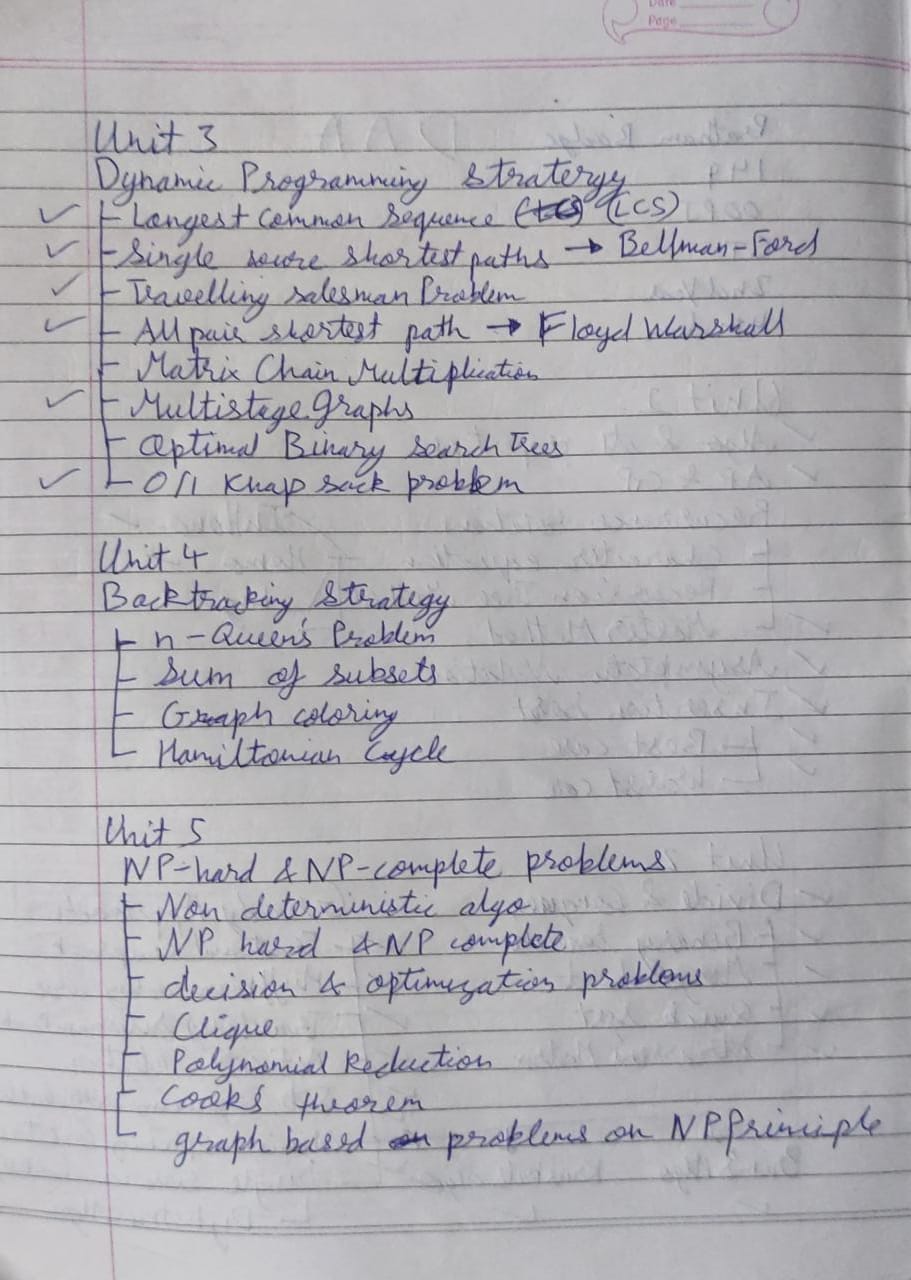 Date
Page
Unit 3
Dynamic Programming Stratergy
Longest Common Sequence (LCS)
Single soure shortest paths → Bellman-Ford
Travelling salesman Problem
All pair shortest path → Floyd Warshall
Matrix Chain Multiplication
Multistage graphs
Optimal Binary search Trees
0/1 Knap sack problem
Unit 4
Backtracking Strategy
n-Queen's Problem
Sum of subsets
Graph coloring
Hamiltonian Cycle
Unit 5
NP-hard & NP-complete problems
Non deterministic algo
NP hard & NP complete
decision & optimization problems
Clique
Polynomial Reduction
Cook's theorem
graph based problems on NP Principle